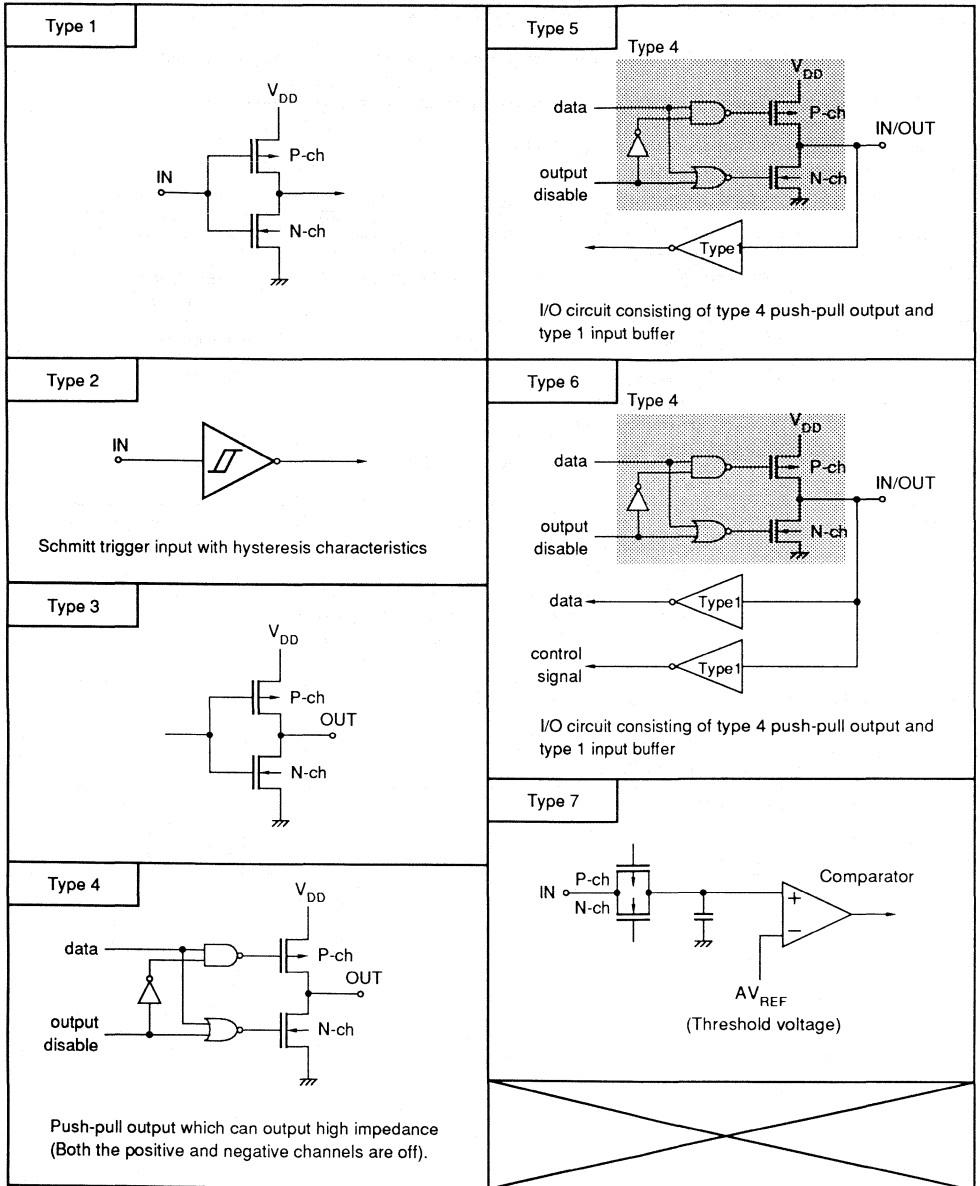 Type 1
V_DD
P-ch
IN
N-ch
Type 2
IN
Schmitt trigger input with hysteresis characteristics
Type 3
V_DD
P-ch
OUT
N-ch
Type 4
V_DD
data
P-ch
OUT
output
disable
N-ch
Push-pull output which can output high impedance
(Both the positive and negative channels are off).
Type 5
Type 4
V_DD
data
P-ch
IN/OUT
output
disable
N-ch
Type1
I/O circuit consisting of type 4 push-pull output and
type 1 input buffer
Type 6
Type 4
V_DD
data
P-ch
IN/OUT
output
disable
N-ch
data
Type1
control
signal
Type1
I/O circuit consisting of type 4 push-pull output and
type 1 input buffer
Type 7
P-ch
IN
N-ch
Comparator
+
−
AV_REF
(Threshold voltage)